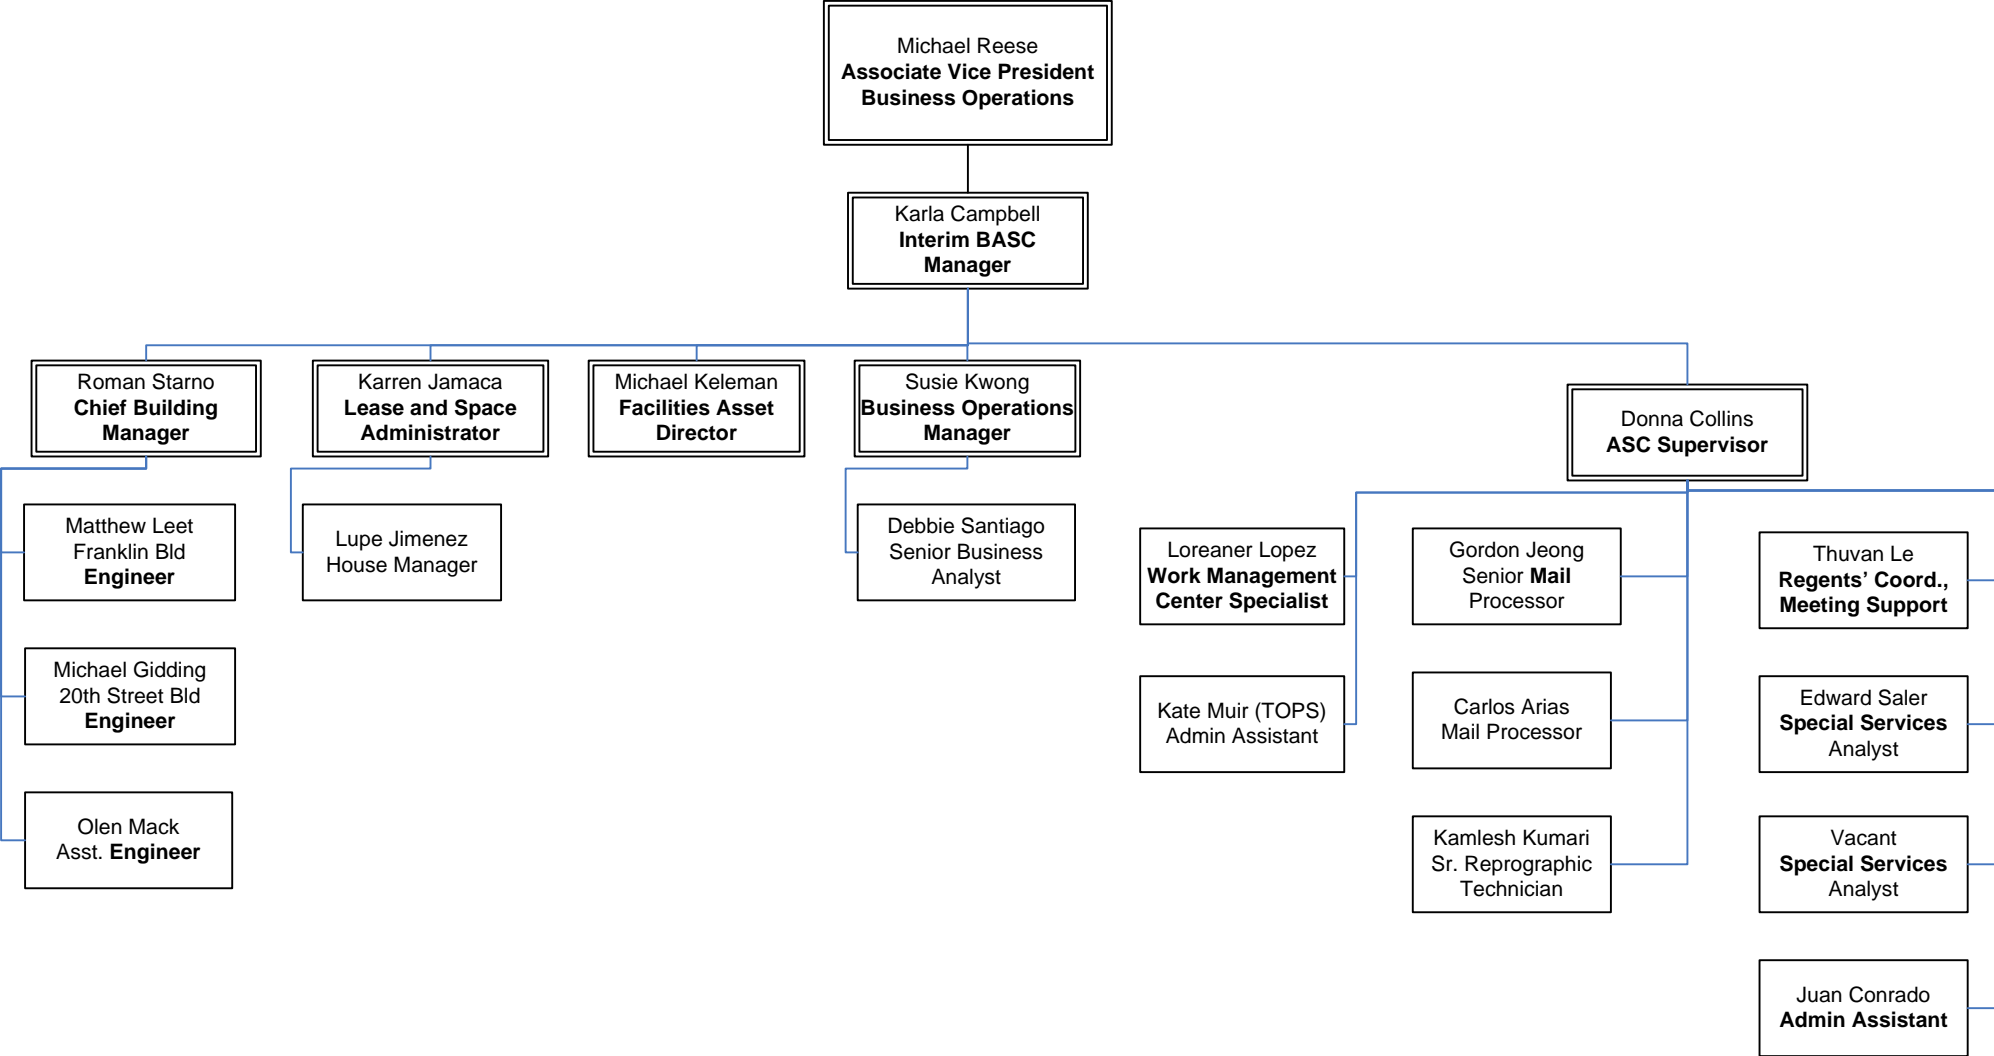 Michael Reese
Associate Vice President
Business Operations
Karla Campbell
Interim BASC
Manager
Roman Starno
Chief Building
Manager
Karren Jamaca
Lease and Space
Administrator
Michael Keleman
Facilities Asset
Director
Susie Kwong
Business Operations
Manager
Donna Collins
ASC Supervisor
Matthew Leet
Franklin Bld
Engineer
Lupe Jimenez
House Manager
Debbie Santiago
Senior Business
Analyst
Loreaner Lopez
Work Management
Center Specialist
Gordon Jeong
Senior Mail
Processor
Thuvan Le
Regents’ Coord.,
Meeting Support
Michael Gidding
20th Street Bld
Engineer
Kate Muir (TOPS)
Admin Assistant
Carlos Arias
Mail Processor
Edward Saler
Special Services
Analyst
Olen Mack
Asst. Engineer
Kamlesh Kumari
Sr. Reprographic
Technician
Vacant
Special Services
Analyst
Juan Conrado
Admin Assistant